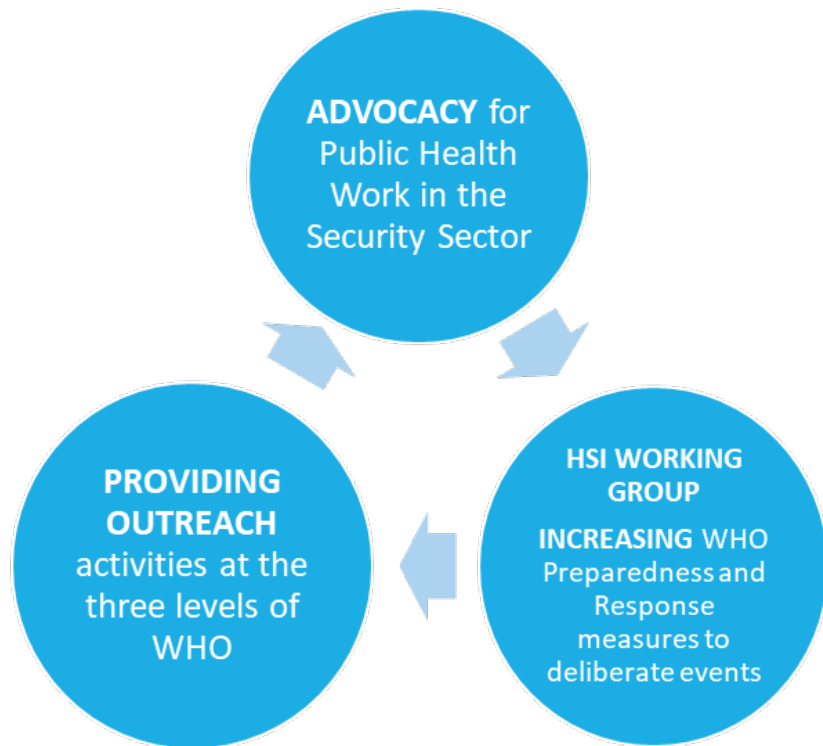 ADVOCACY for
Public Health
Work in the
Security Sector
PROVIDING
OUTREACH
activities at the
three levels of
WHO
HSI WORKING
GROUP
INCREASING WHO
Preparedness and
Response
measures to
deliberate events